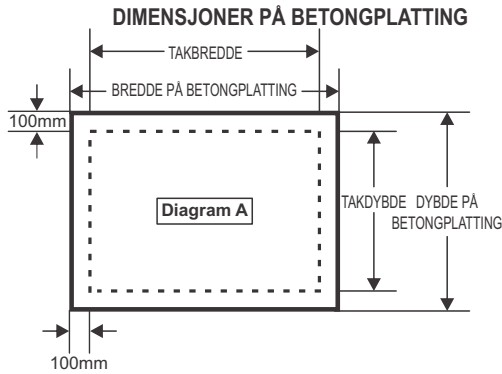 DIMENSJONER PÅ BETONGPLATTING
TAKBREDDE
BREDDE PÅ BETONGPLATTING
100mm
Diagram A
TAKDYBDE
DYBDE PÅ
BETONGPLATTING
100mm